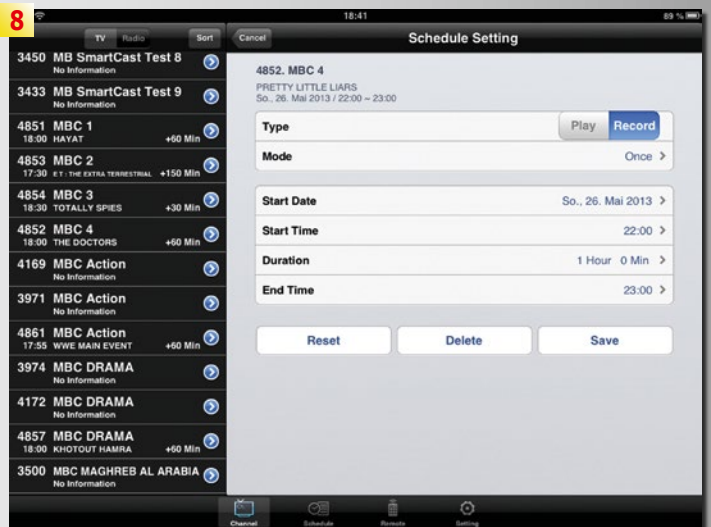 8
18:41
89 %
TV Radio Sort
3450 MB SmartCast Test 8
No Information
3433 MB SmartCast Test 9
No Information
4851 MBC 1
18:00 HAYAT +60 Min
4853 MBC 2
17:30 E T : THE EXTRA TERRESTRIAL +150 Min
4854 MBC 3
18:30 TOTALLY SPIES +30 Min
4852 MBC 4
18:00 THE DOCTORS +60 Min
4169 MBC Action
No Information
3971 MBC Action
No Information
4861 MBC Action
17:55 WWE MAIN EVENT +60 Min
3974 MBC DRAMA
No Information
4172 MBC DRAMA
No Information
4857 MBC DRAMA
18:00 KHOTOUT HAMRA +60 Min
3500 MBC MAGHREB AL ARABIA
No Information
Cancel Schedule Setting
4852. MBC 4
PRETTY LITTLE LIARS
So., 26. Mai 2013 / 22:00 ~ 23:00
Type Play Record
Mode Once
Start Date So., 26. Mai 2013
Start Time 22:00
Duration 1 Hour 0 Min
End Time 23:00
Reset Delete Save
Channel Schedule Remote Setting